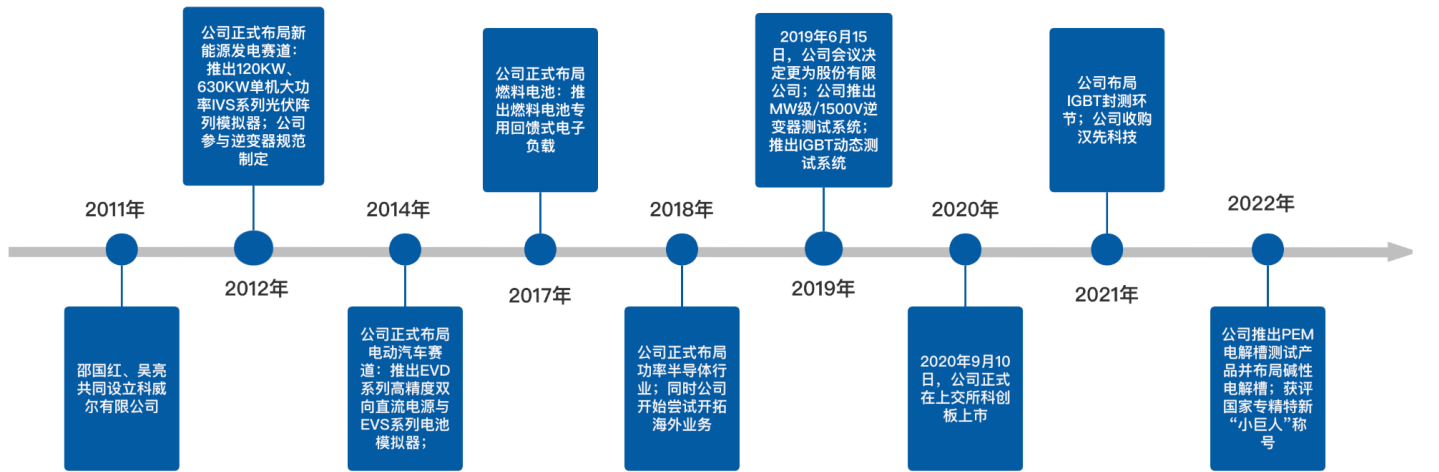 公司正式布局新
能源发电赛道：
推出120KW、
630KW单机大功
率IVS系列光伏阵
列模拟器；公司
参与逆变器规范
制定
公司正式布局
燃料电池：推
出燃料电池专
用回馈式电子
负载
2019年6月15
日，公司会议决
定更为股份有限
公司；公司推出
MW级/1500V逆
变器测试系统；
推出IGBT动态测
试系统
公司布局
IGBT封测环
节；公司收购
汉先科技
2011年
2012年
2014年
2017年
2018年
2019年
2020年
2021年
2022年
邵国红、吴亮
共同设立科威
尔有限公司
公司正式布局
电动汽车赛
道：推出EVD
系列高精度双
向直流电源与
EVS系列电池
模拟器；
公司正式布局
功率半导体行
业；同时公司
开始尝试开拓
海外业务
2020年9月10
日，公司正式
在上交所科创
板上市
公司推出PEM
电解槽测试产
品并布局碱性
电解槽；获评
国家专精特新
“小巨人”称
号